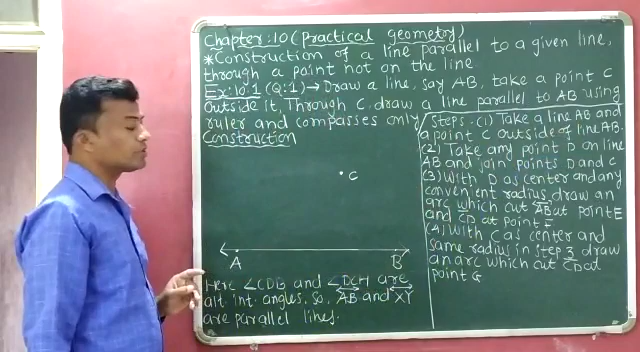 Chapter:10 (Practical geometry)
*Construction of a line parallel to a given line,
through a point not on the line.
Ex:10.1 (Q:1) → Draw a line, say AB, take a point C
outside it, Through C, draw a line parallel to AB using
ruler and compasses only
Construction
C
A
B
Here ∠CDB and ∠DCH are
alt. int. angles. So, AB and XY
are parallel lines.
Steps. (1) Take a line AB and
a point C outside of line AB.
(2) Take any point D on line
AB and join points D and C
(3) With D as center and any
convenient radius, draw an
arc which cut AB at point E
and CD at point F
(4) With C as center and
same radius in step 3, draw
an arc which cut CD at
point G